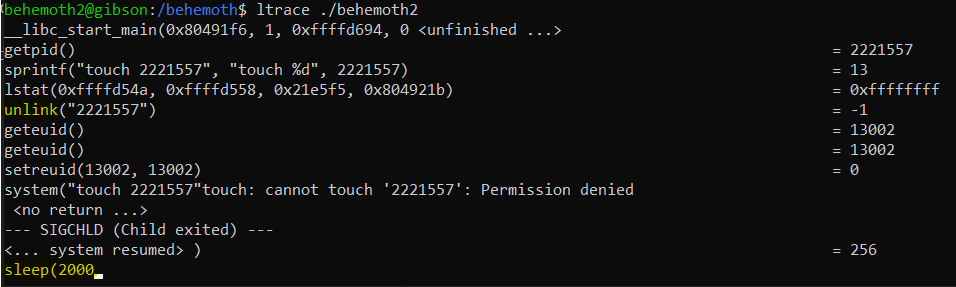 behemoth2@gibson:/behemoth$ ltrace ./behemoth2
__libc_start_main(0x80491f6, 1, 0xffffd694, 0 <unfinished ...>
getpid() = 2221557
sprintf("touch 2221557", "touch %d", 2221557) = 13
lstat(0xffffd54a, 0xffffd558, 0x21e5f5, 0x804921b) = 0xffffffff
unlink("2221557") = -1
geteuid() = 13002
geteuid() = 13002
setreuid(13002, 13002) = 0
system("touch 2221557"touch: cannot touch '2221557': Permission denied
 <no return ...>
--- SIGCHLD (Child exited) ---
<... system resumed> ) = 256
sleep(2000